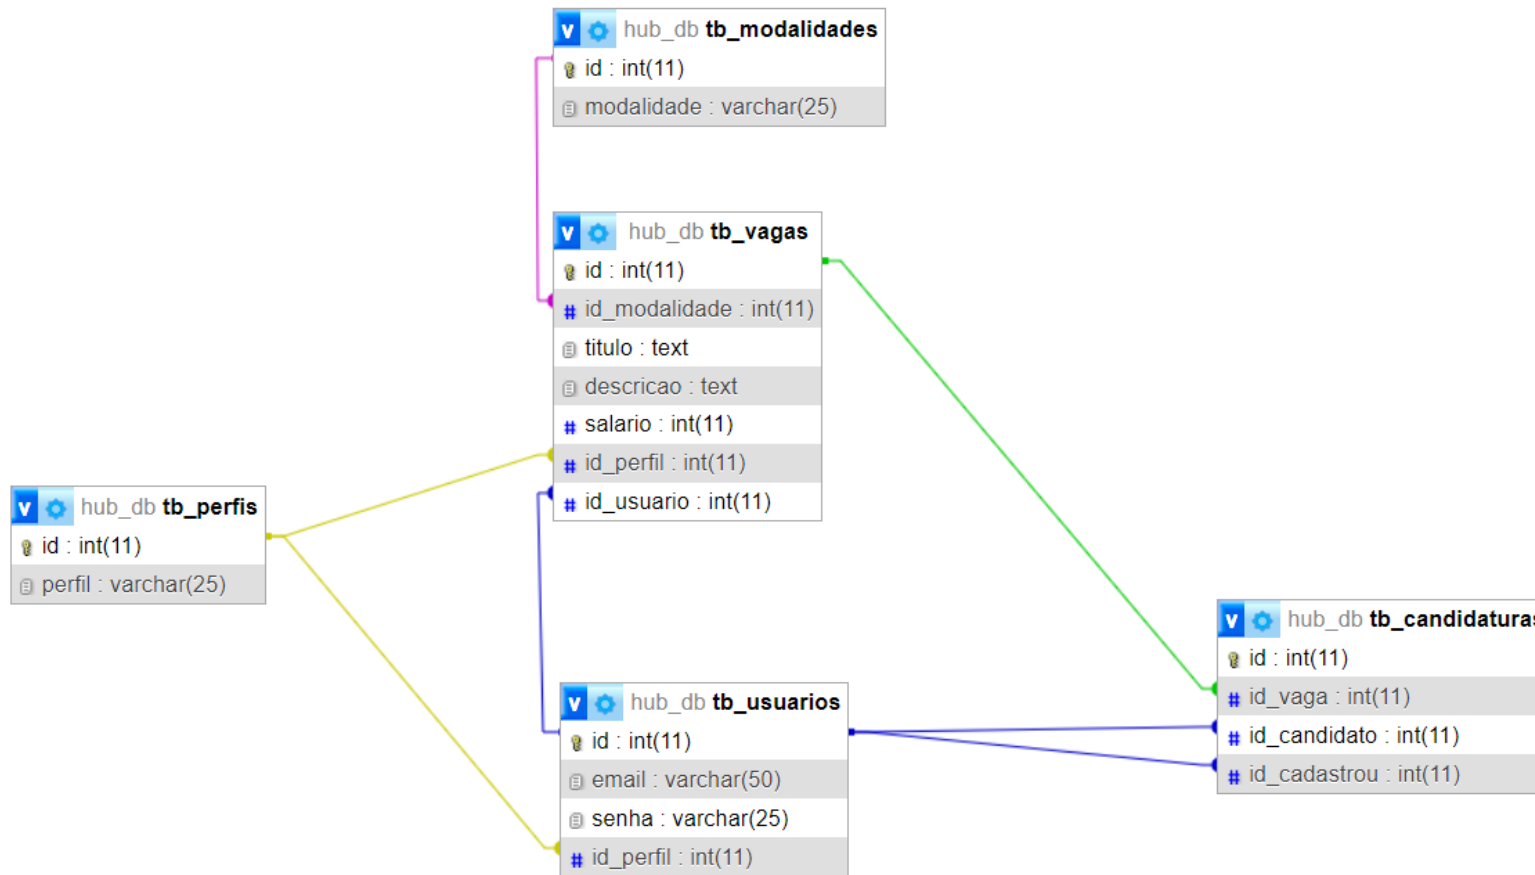 v hub_db tb_modalidades
id : int(11)
modalidade : varchar(25)
v hub_db tb_vagas
id : int(11)
# id_modalidade : int(11)
titulo : text
descricao : text
# salario : int(11)
# id_perfil : int(11)
# id_usuario : int(11)
v hub_db tb_perfis
id : int(11)
perfil : varchar(25)
v hub_db tb_usuarios
id : int(11)
email : varchar(50)
senha : varchar(25)
# id_perfil : int(11)
v hub_db tb_candidaturas
id : int(11)
# id_vaga : int(11)
# id_candidato : int(11)
# id_cadastrou : int(11)